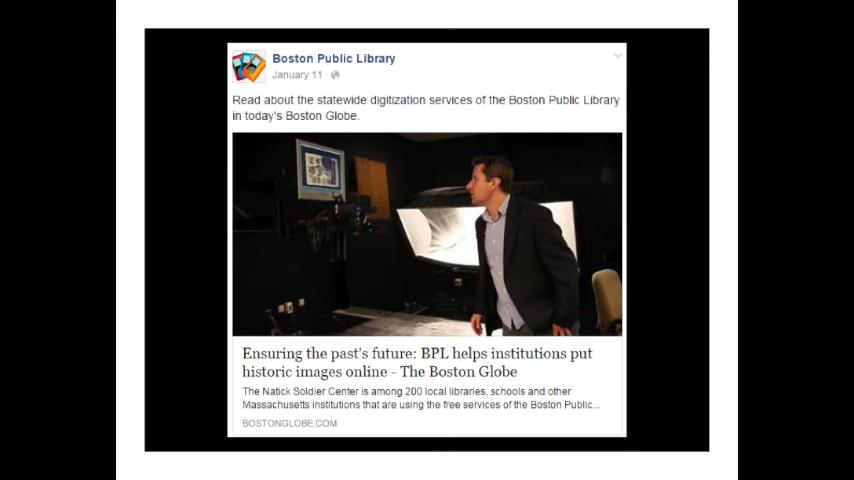 Boston Public Library
January 11 ·
Read about the statewide digitization services of the Boston Public Library
in today's Boston Globe.
Ensuring the past's future: BPL helps institutions put
historic images online - The Boston Globe
The Natick Soldier Center is among 200 local libraries, schools and other
Massachusetts institutions that are using the free services of the Boston Public...
BOSTONGLOBE.COM